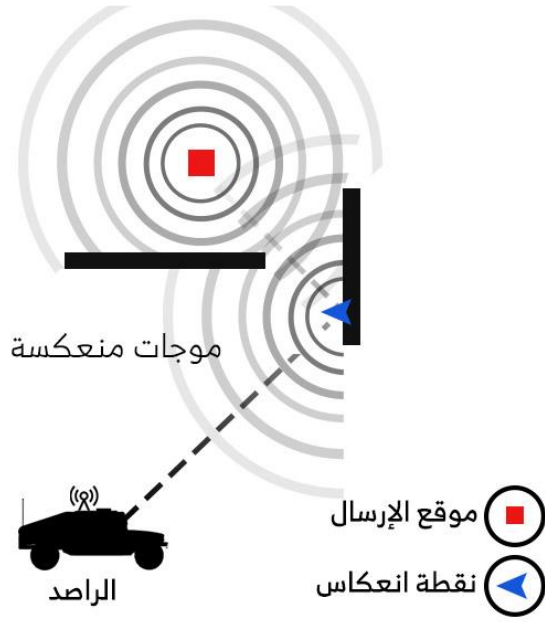 موجات منعكسة
موقع الإرسال
نقطة انعكاس
الراصد